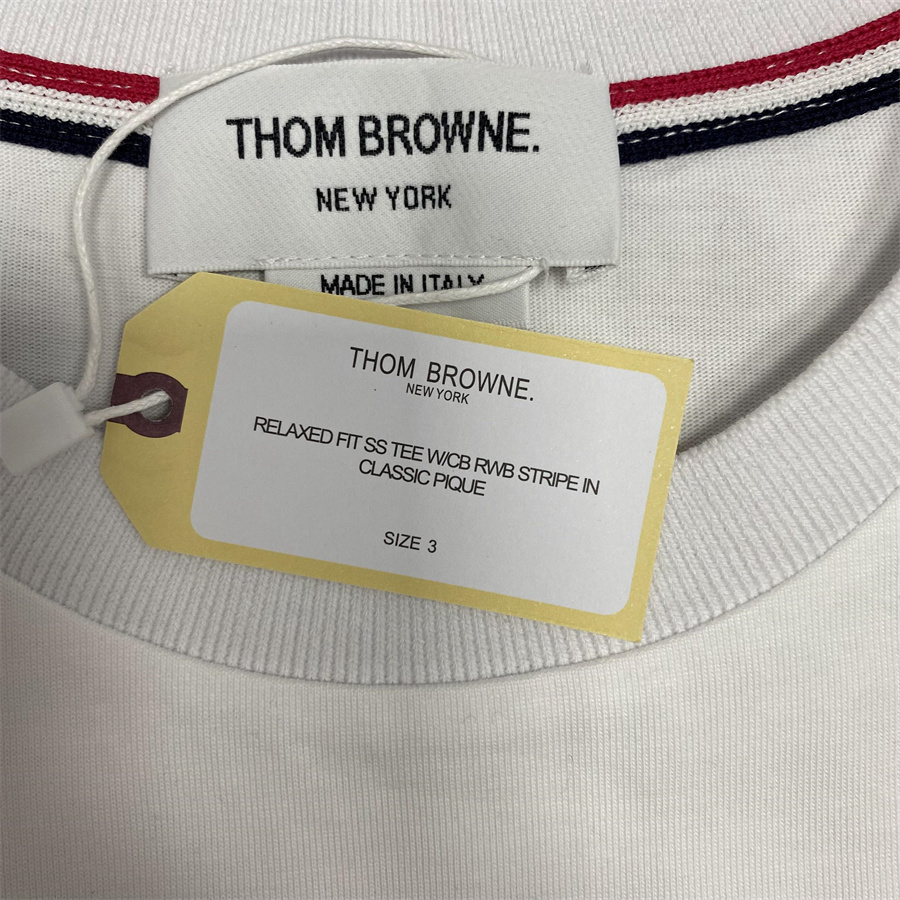 THOM BROWNE.
NEW YORK
MADE IN ITALY
THOM BROWNE.
NEW YORK
RELAXED FIT SS TEE W/CB RWB STRIPE IN
CLASSIC PIQUE
SIZE 3